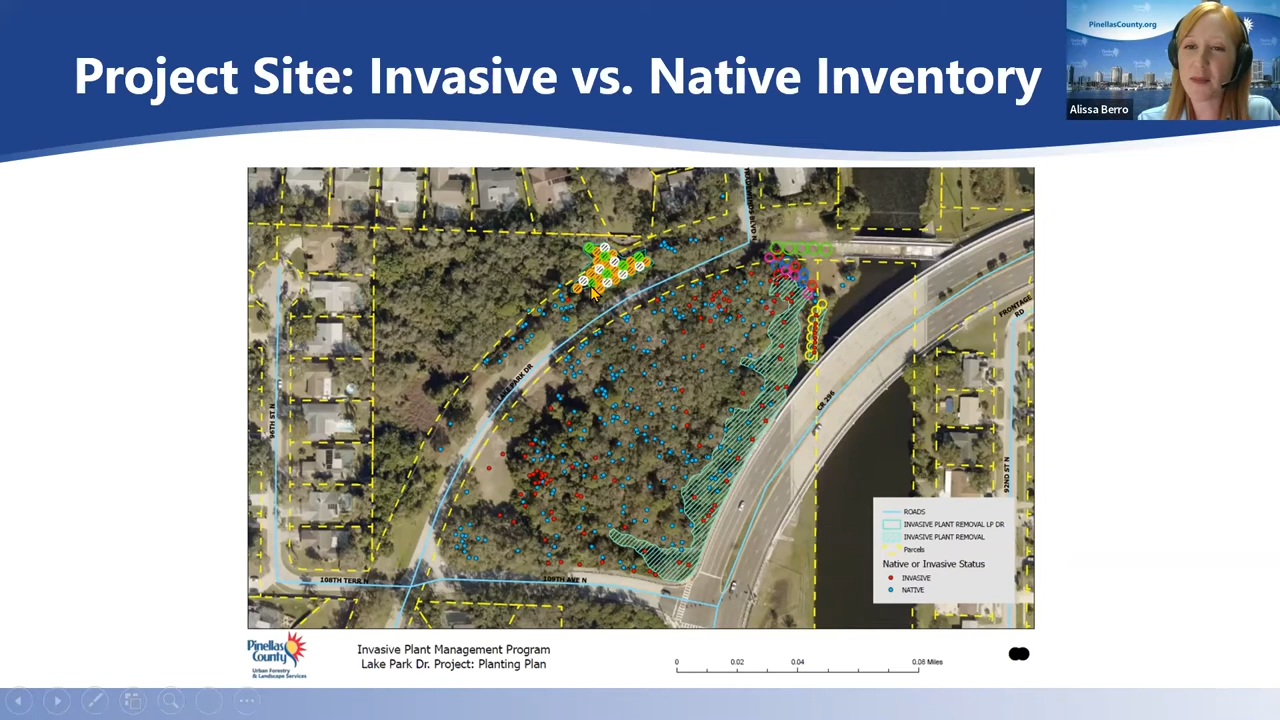 Project Site: Invasive vs. Native Inventory
PinellasCounty.org
Alissa Berro
96TH ST N
LAKE PARK DR
CR 296
FRONTAGE
RD
92ND ST N
108TH TERR N
109TH AVE N
ROADS
INVASIVE PLANT REMOVAL LP DR
INVASIVE PLANT REMOVAL
Parcels
Native or Invasive Status
INVASIVE
NATIVE
Pinellas
County
Urban Forestry
& Landscape Services
Invasive Plant Management Program
Lake Park Dr. Project: Planting Plan
0 0.02 0.04 0.08 Miles